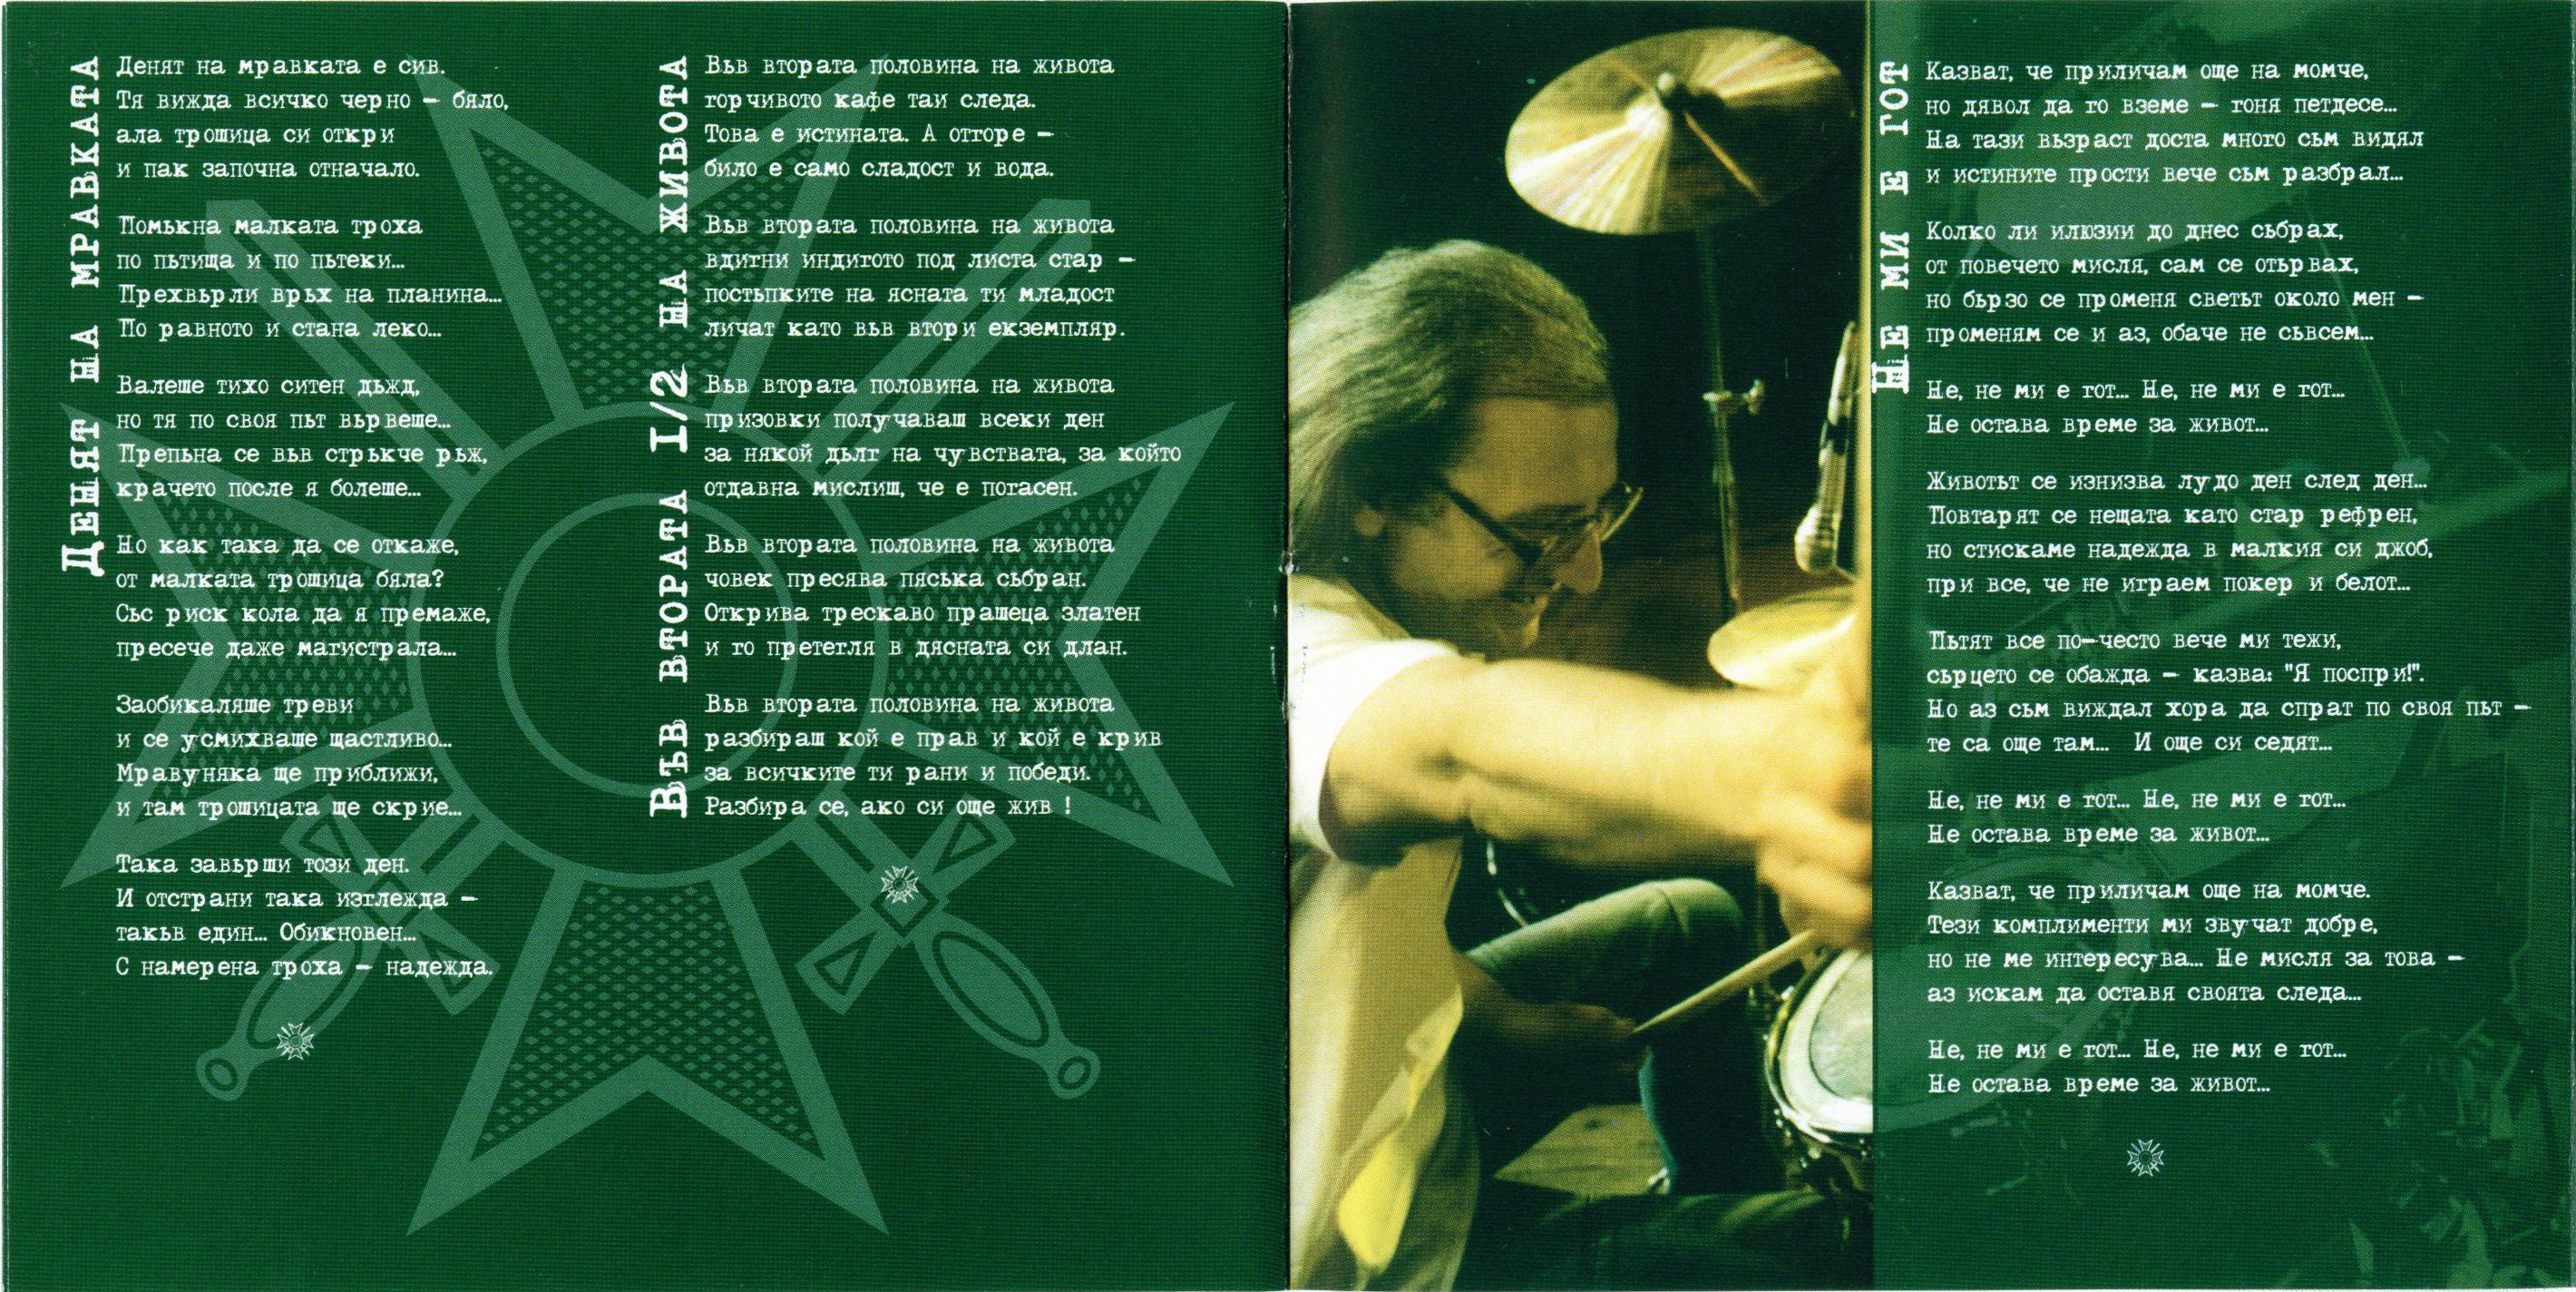 Денят на мравката
Денят на мравката е сив.
Тя вижда всичко черно – бяло,
ала трошица си откри
и пак започна отначало.
Помъкна малката троха
по пътища и по пътеки...
Прехвърли връх на планина...
По равното и стана леко...
Валеше тихо ситен дъжд,
но тя по своя път вървеше...
Препъна се във стръкче ръж,
крачето после я болеше...
Но как така да се откаже,
от малката трошица бяла?
Със риск кола да я премаже,
пресече даже магистрала...
Заобикаляше треви
и се усмихваше щастливо...
Мравуняка ще приближи,
и там трошицата ще скрие...
Така завърши този ден.
И отстрани така изглежда –
такъв един... Обикновен...
С намерена троха – надежда.
Във втората 1/2 на живота
Във втората половина на живота
горчивото кафе таи следа.
Това е истината. А отгоре –
било е само сладост и вода.
Във втората половина на живота
вдигни индигото под листа стар –
постъпките на ясната ти младост
личат като във втори екземпляр.
Във втората половина на живота
призовки получаваш всеки ден
за някой дълг на чувствата, за който
отдавна мислиш, че е погасен.
Във втората половина на живота
човек пресява пясъка събран.
Открива трескаво прашеца златен
и го претегля в дясната си длан.
Във втората половина на живота
разбираш кой е прав и кой е крив
за всичките ти рани и победи.
Разбира се, ако си още жив !
Не ми е гот
Казват, че приличам още на момче,
но дявол да го вземе – гоня петдесе...
На тази възраст доста много съм видял
и истините прости вече съм разбрал...
Колко ли илюзии до днес събрах,
от повечето мисля, сам се отървах,
но бързо се променя светът около мен –
променям се и аз, обаче не съвсем...
Не, не ми е гот... Не, не ми е гот...
Не остава време за живот...
Животът се изнизва лудо ден след ден...
Повтарят се нещата като стар рефрен,
но стискаме надежда в малкия си джоб,
при все, че не играем покер и белот...
Пътят все по-често вече ми тежи,
сърцето се обажда – казва: "Я поспри!".
Но аз съм виждал хора да спрат по своя път –
те са още там... И още си седят...
Не, не ми е гот... Не, не ми е гот...
Не остава време за живот...
Казват, че приличам още на момче.
Тези комплименти ми звучат добре,
но не ме интересува... Не мисля за това –
аз искам да оставя своята следа...
Не, не ми е гот... Не, не ми е гот...
Не остава време за живот...